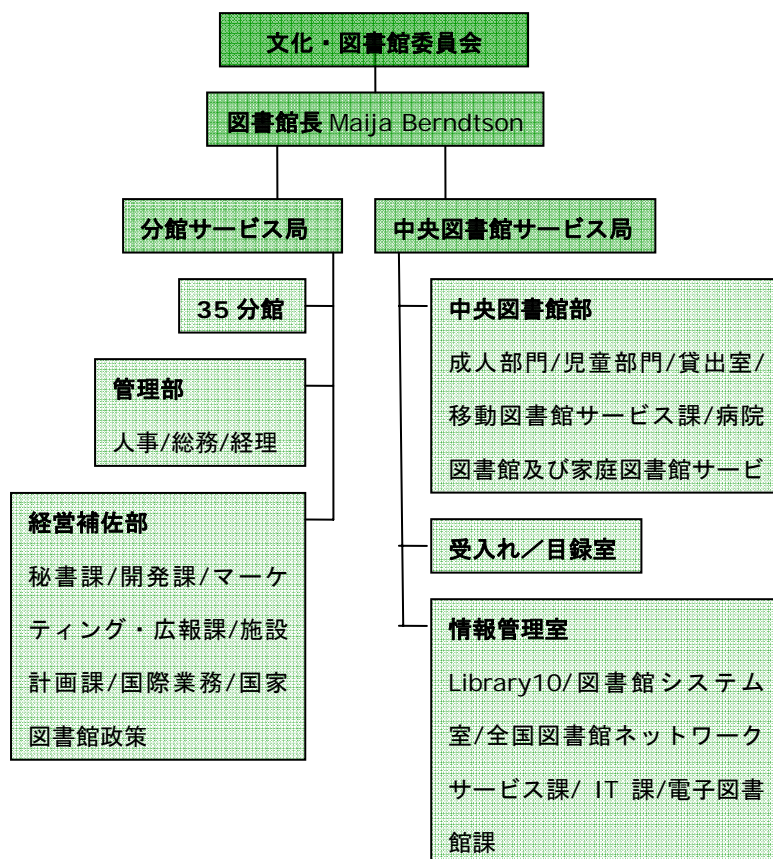 文化・図書館委員会
図書館長 Maija Berndtson
分館サービス局
中央図書館サービス局
35 分館
管理部
人事/総務/経理
経営補佐部
秘書課/開発課/マーケ
ティング・広報課/施設
計画課/国際業務/国家
図書館政策
中央図書館部
成人部門/児童部門/貸出室/
移動図書館サービス課/病院
図書館及び家庭図書館サービ
受入れ／目録室
情報管理室
Library10/図書館システム
室/全国図書館ネットワーク
サービス課/ IT 課/電子図書
館課